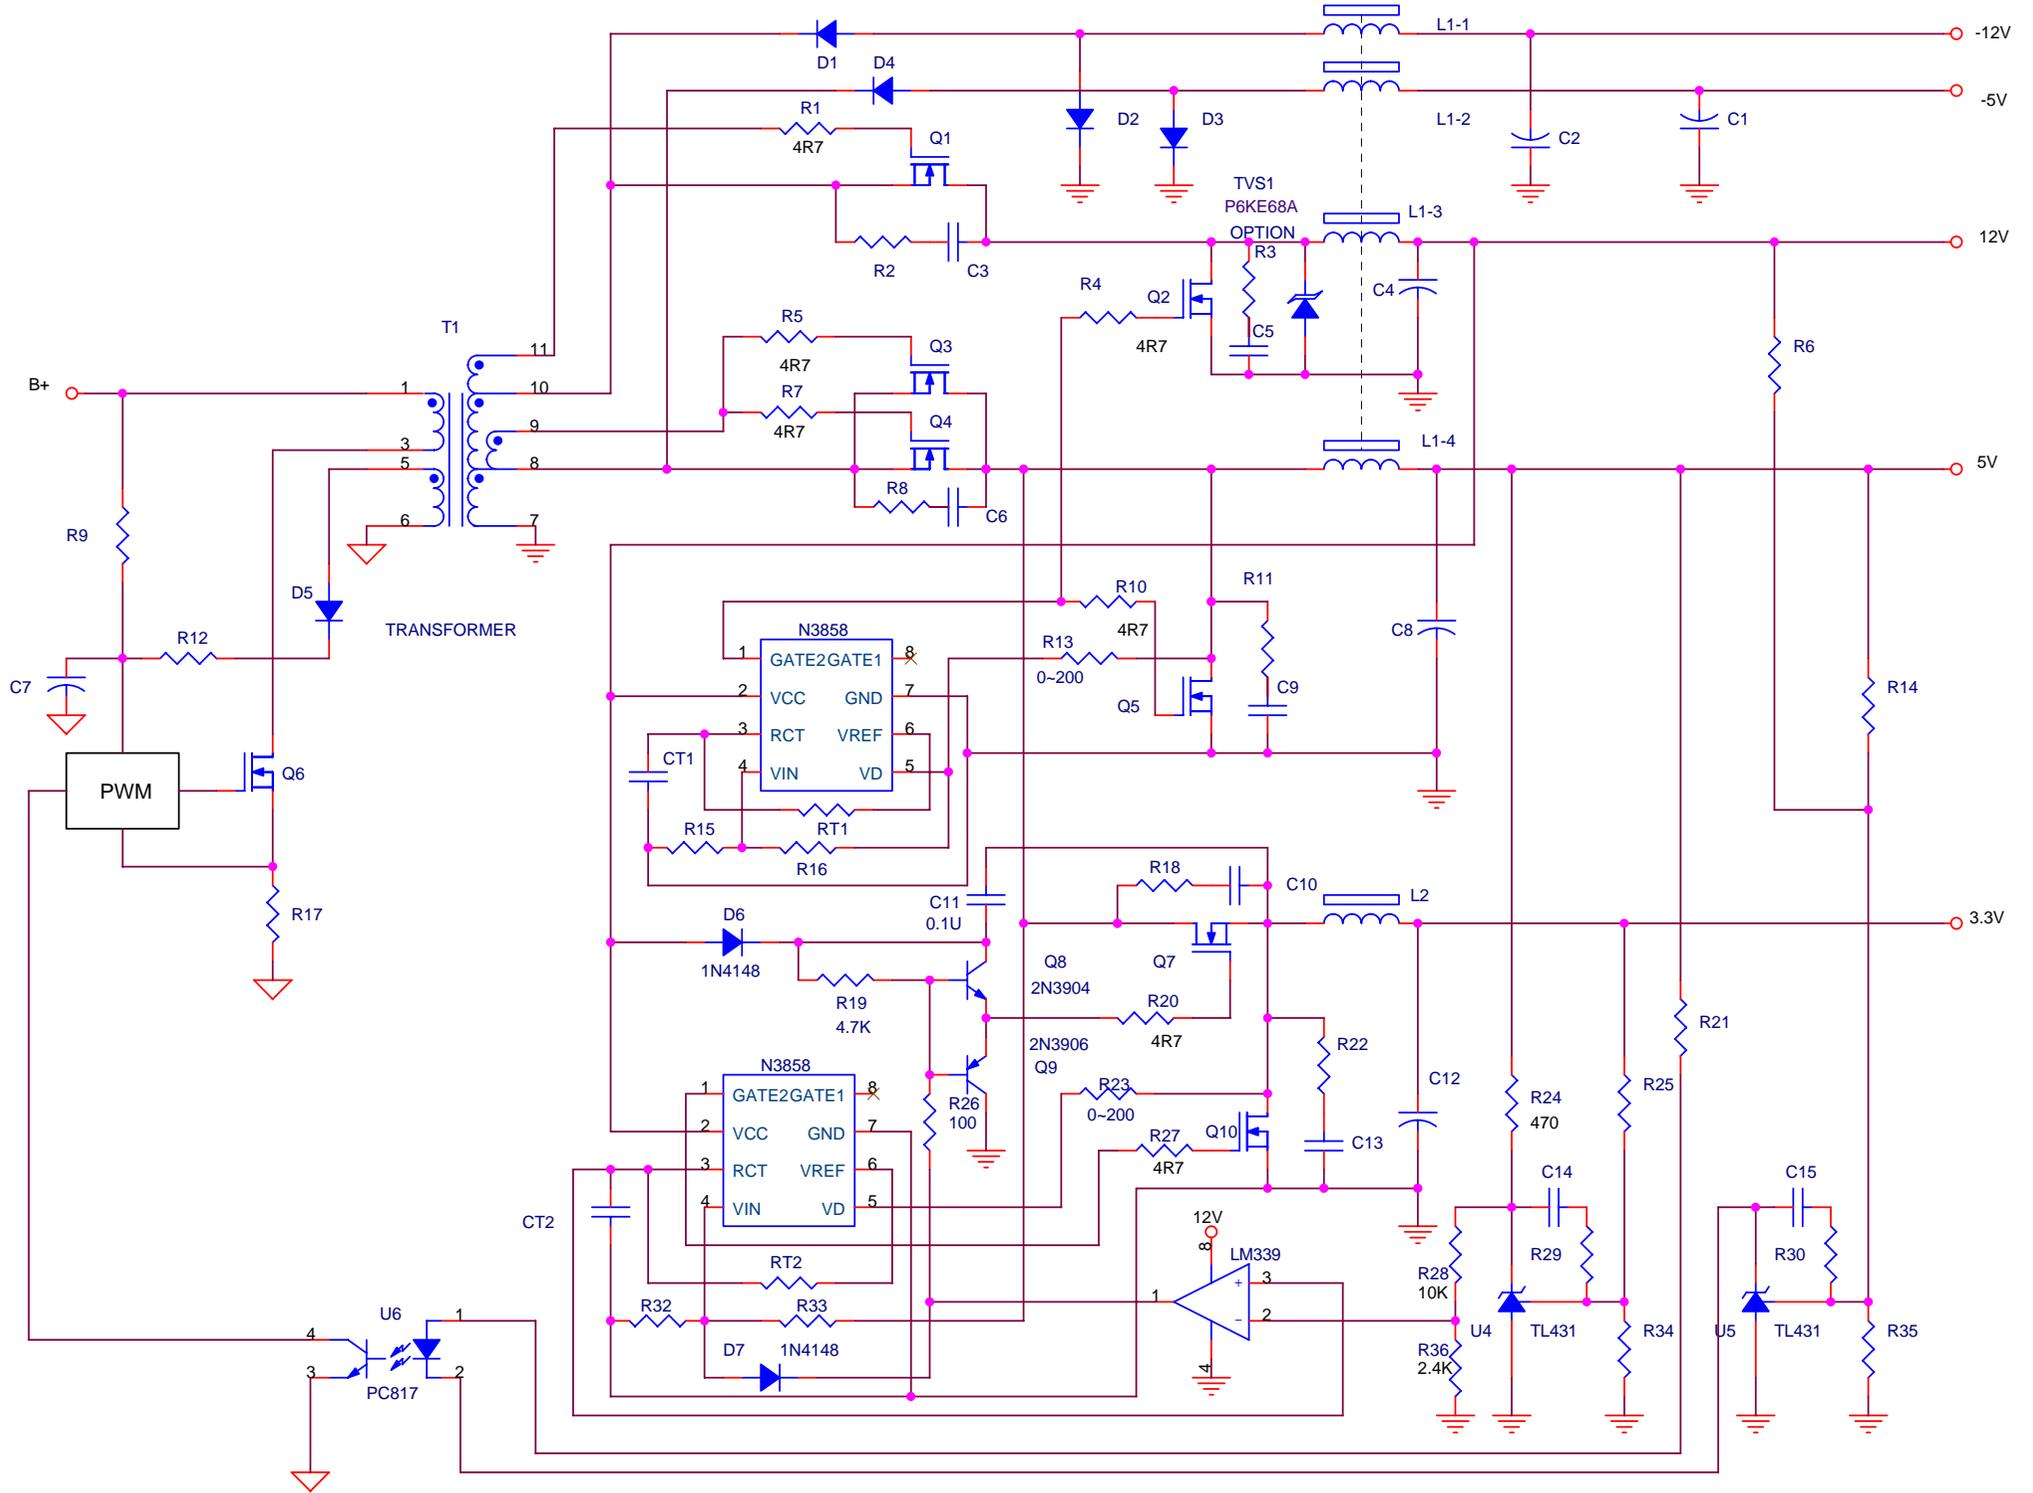 L1-1
-12V
D1
D4
-5V
R1
4R7
Q1
D2
D3
L1-2
C2
C1
TVS1
P6KE68A
OPTION
L1-3
12V
R2
C3
R3
R4
4R7
Q2
C5
C4
R6
T1
R5
4R7
Q3
R7
4R7
Q4
L1-4
5V
B+
1
3
5
6
11
10
9
8
7
R8
C6
R9
D5
R12
C7
TRANSFORMER
R10
4R7
R11
R13
0~200
Q5
C9
C8
R14
N3858
1 GATE2 GATE1 8
2 VCC GND 7
3 RCT VREF 6
4 VIN VD 5
CT1
PWM
Q6
R15
RT1
R16
R17
R18
C10
L2
3.3V
C11
0.1U
D6
1N4148
R19
4.7K
Q8
2N3904
Q7
R20
4R7
2N3906
Q9
R22
R21
N3858
1 GATE2 GATE1 8
2 VCC GND 7
3 RCT VREF 6
4 VIN VD 5
R26
100
R23
0~200
R27
4R7
Q10
C13
C12
R24
470
R25
CT2
RT2
R32
R33
D7
1N4148
12V
8
LM339
1
+ 3
− 2
4
C14
R29
R28
10K
R36
2.4K
U4
TL431
R34
C15
R30
U5
TL431
R35
U6
4
3
1
2
PC817